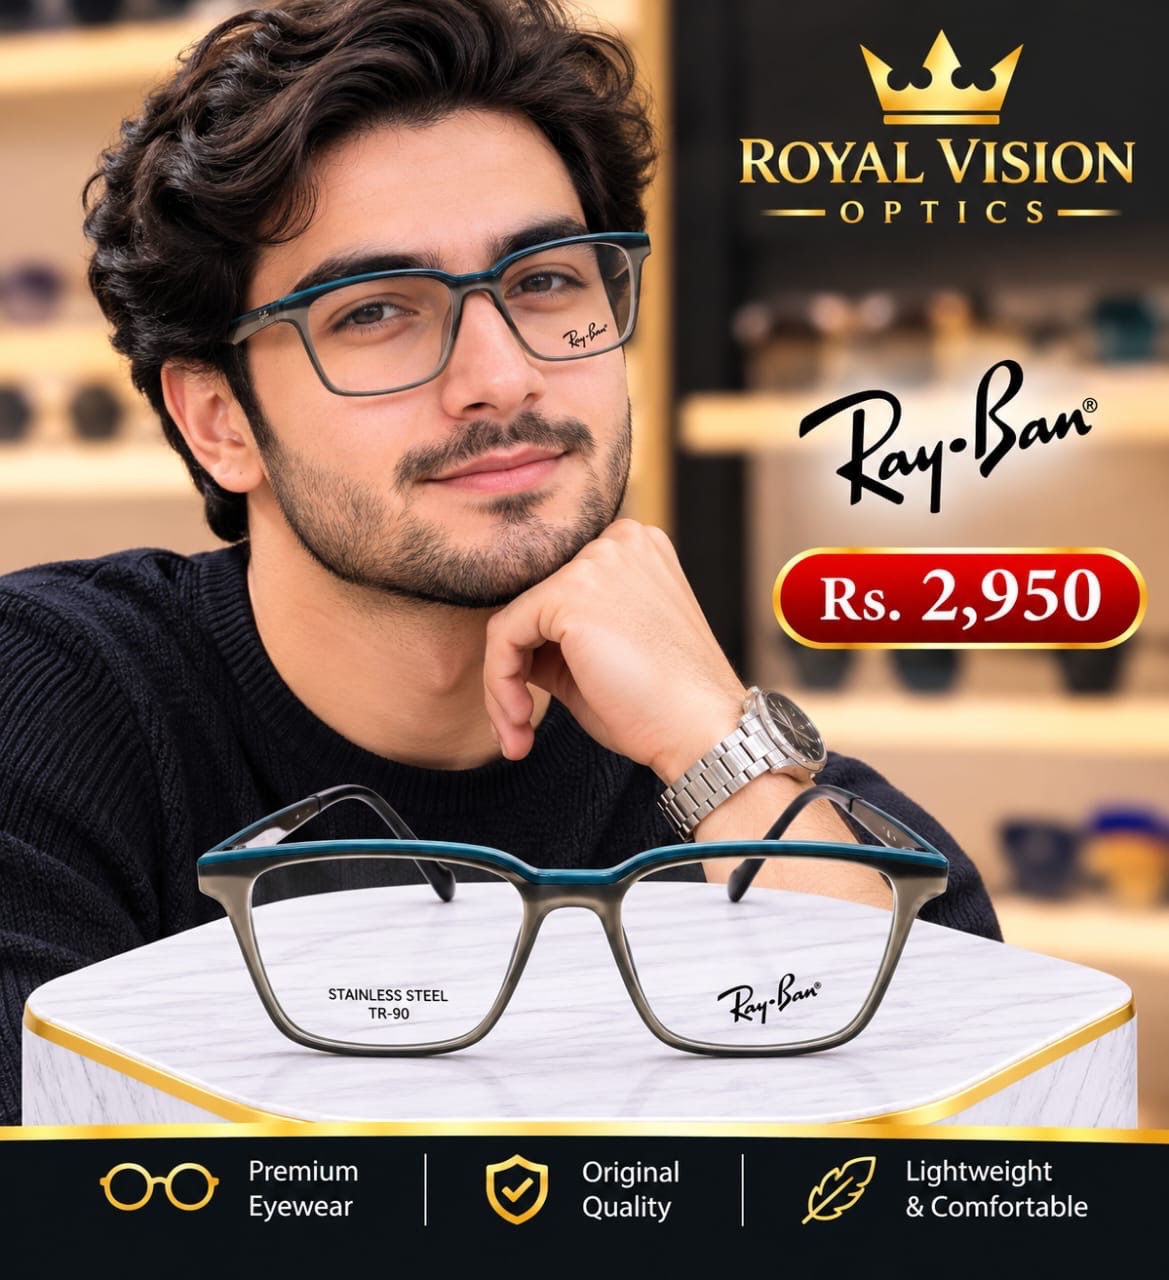 ROYAL VISION
OPTICS
Ray-Ban
Ray-Ban®
Rs. 2,950
STAINLESS STEEL
TR-90
Ray-Ban®
Premium
Eyewear
Original
Quality
Lightweight
& Comfortable